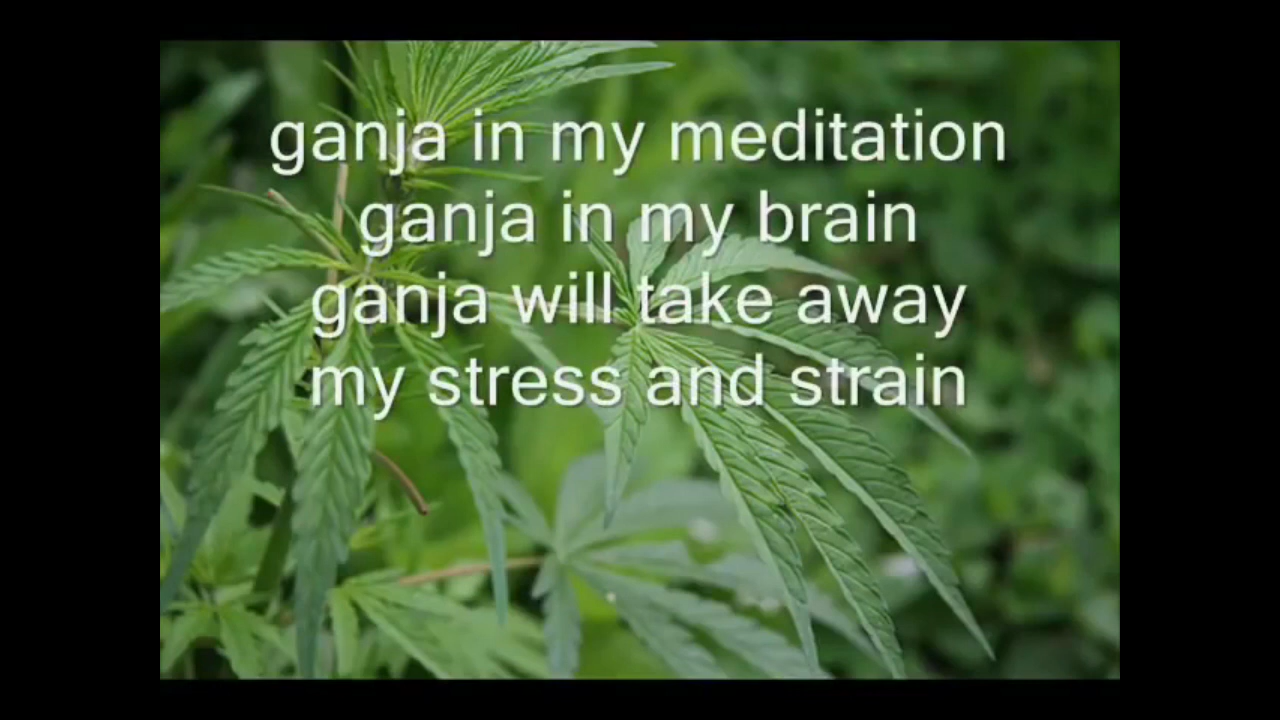 ganja in my meditation
ganja in my brain
ganja will take away
my stress and strain